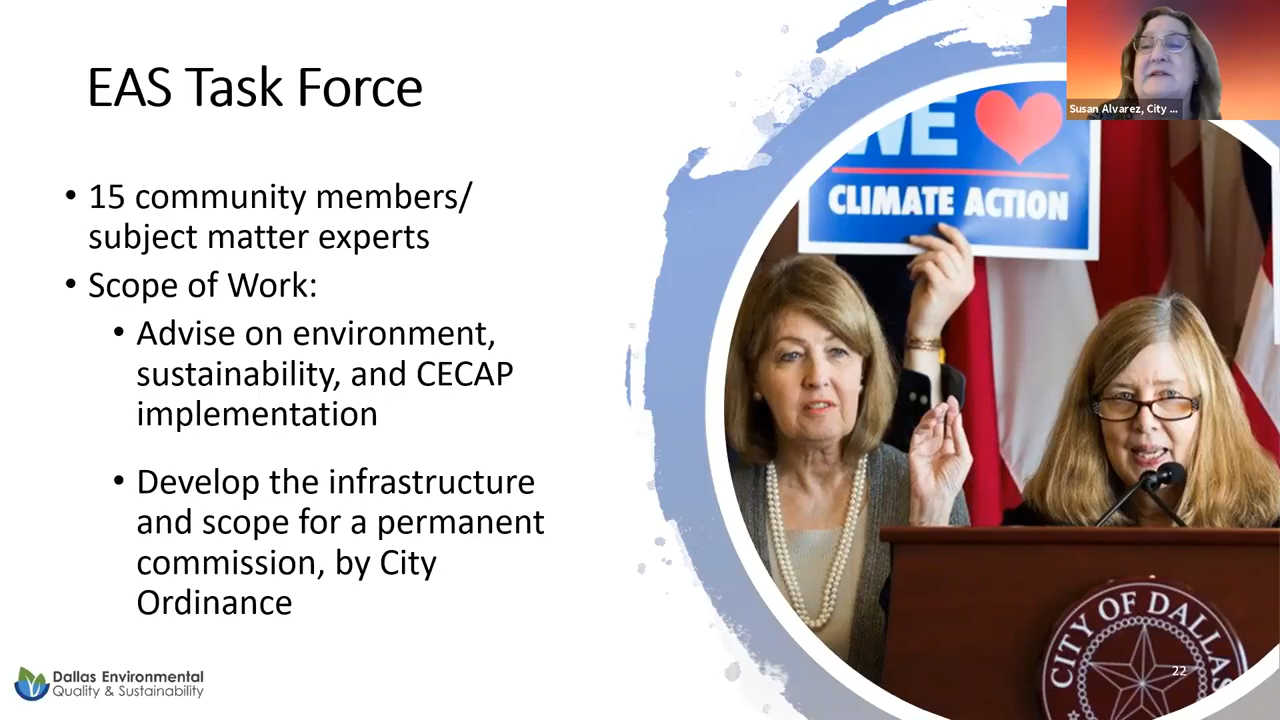 EAS Task Force
• 15 community members/
subject matter experts
• Scope of Work:
• Advise on environment,
sustainability, and CECAP
implementation
• Develop the infrastructure
and scope for a permanent
commission, by City
Ordinance
Dallas Environmental
Quality & Sustainability
WE
CLIMATE ACTION
CITY OF DALLAS
22
Susan Alvarez, City ...